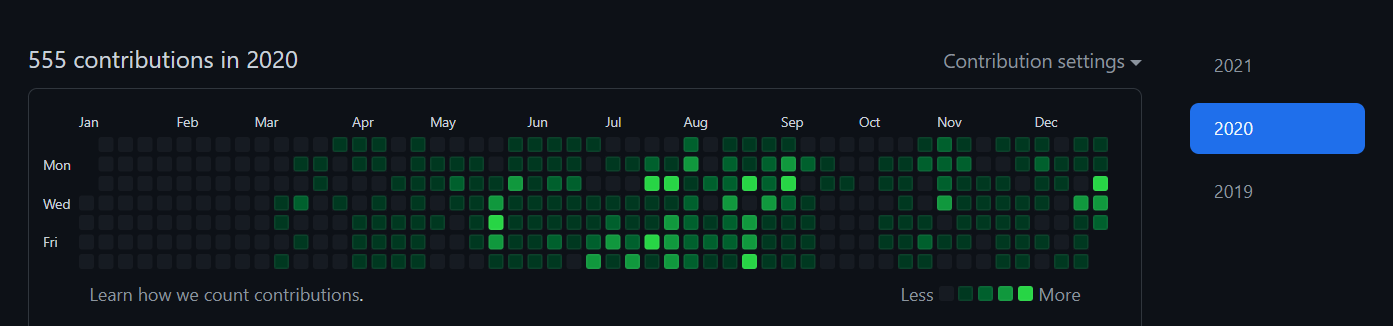 555 contributions in 2020
Contribution settings
2021
2020
2019
Jan Feb Mar Apr May Jun Jul Aug Sep Oct Nov Dec
Mon
Wed
Fri
Learn how we count contributions.
Less More